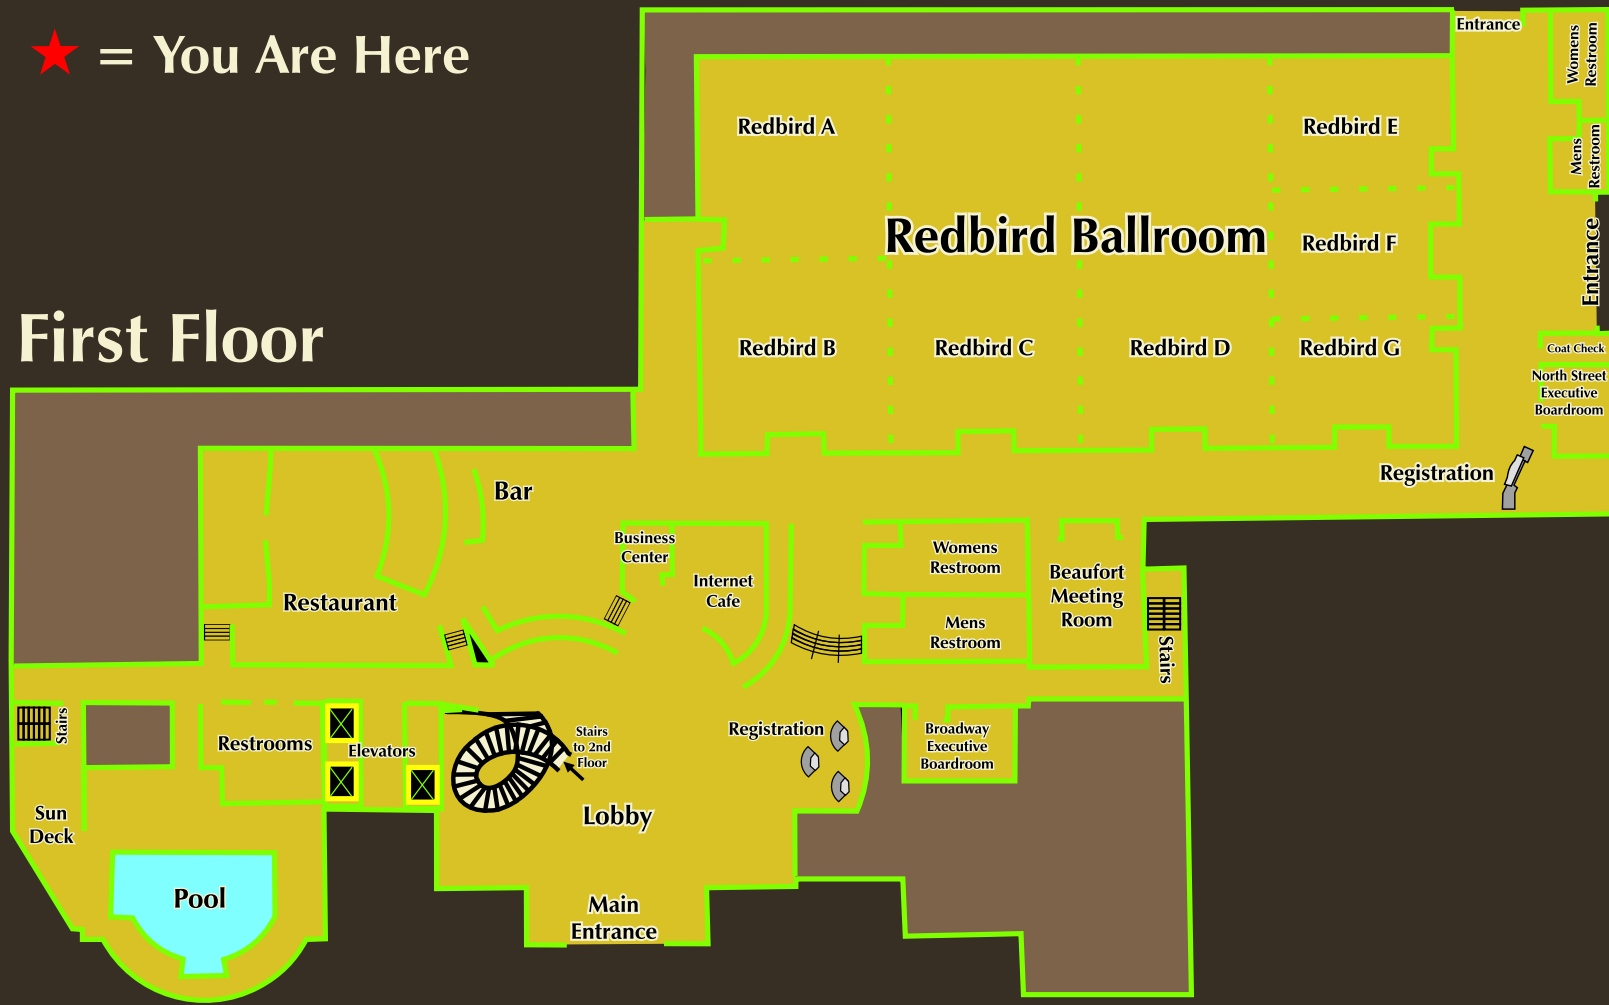 = You Are Here
First Floor
Entrance
Womens
Restroom
Mens
Restroom
Entrance
Redbird A
Redbird E
Redbird Ballroom
Redbird F
Redbird B
Redbird C
Redbird D
Redbird G
Coat Check
North Street
Executive
Boardroom
Registration
Bar
Restaurant
Business
Center
Internet
Cafe
Womens
Restroom
Mens
Restroom
Beaufort
Meeting
Room
Stairs
Stairs
Restrooms
Elevators
Stairs
to 2nd
Floor
Registration
Broadway
Executive
Boardroom
Sun
Deck
Lobby
Pool
Main
Entrance